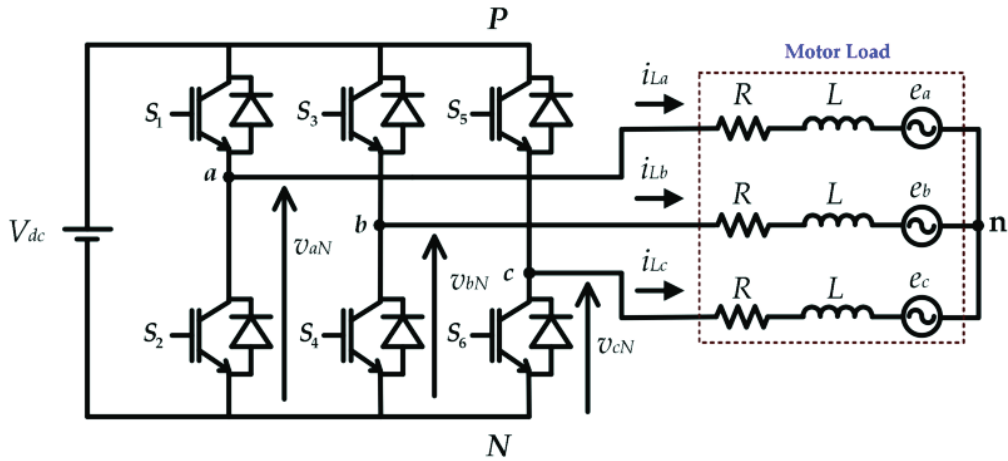 P
Motor Load
iLa
R
L
ea
S1
S3
S5
a
iLb
R
L
eb
n
Vdc
vaN
b
vbN
c
iLc
R
L
ec
S2
S4
S6
vcN
N